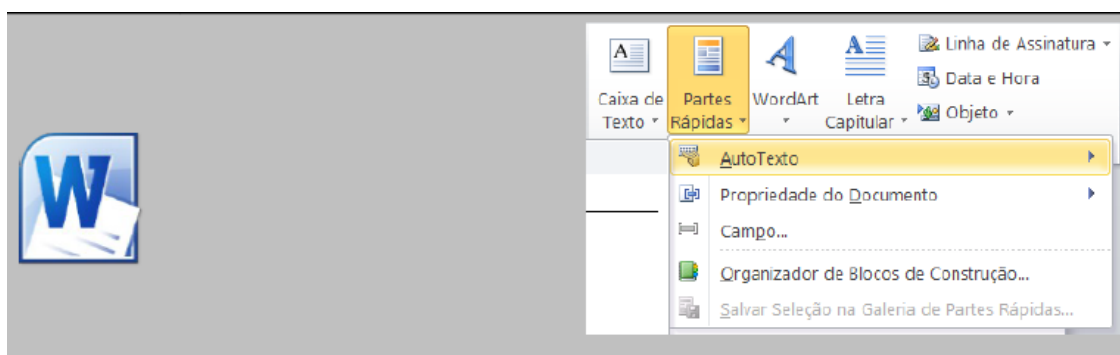 W
A
A
A
Linha de Assinatura
Data e Hora
Objeto
Caixa de
Texto
Partes
Rápidas
WordArt
Letra
Capitular
AutoTexto
Propriedade do Documento
Campo...
Organizador de Blocos de Construção...
Salvar Seleção na Galeria de Partes Rápidas...